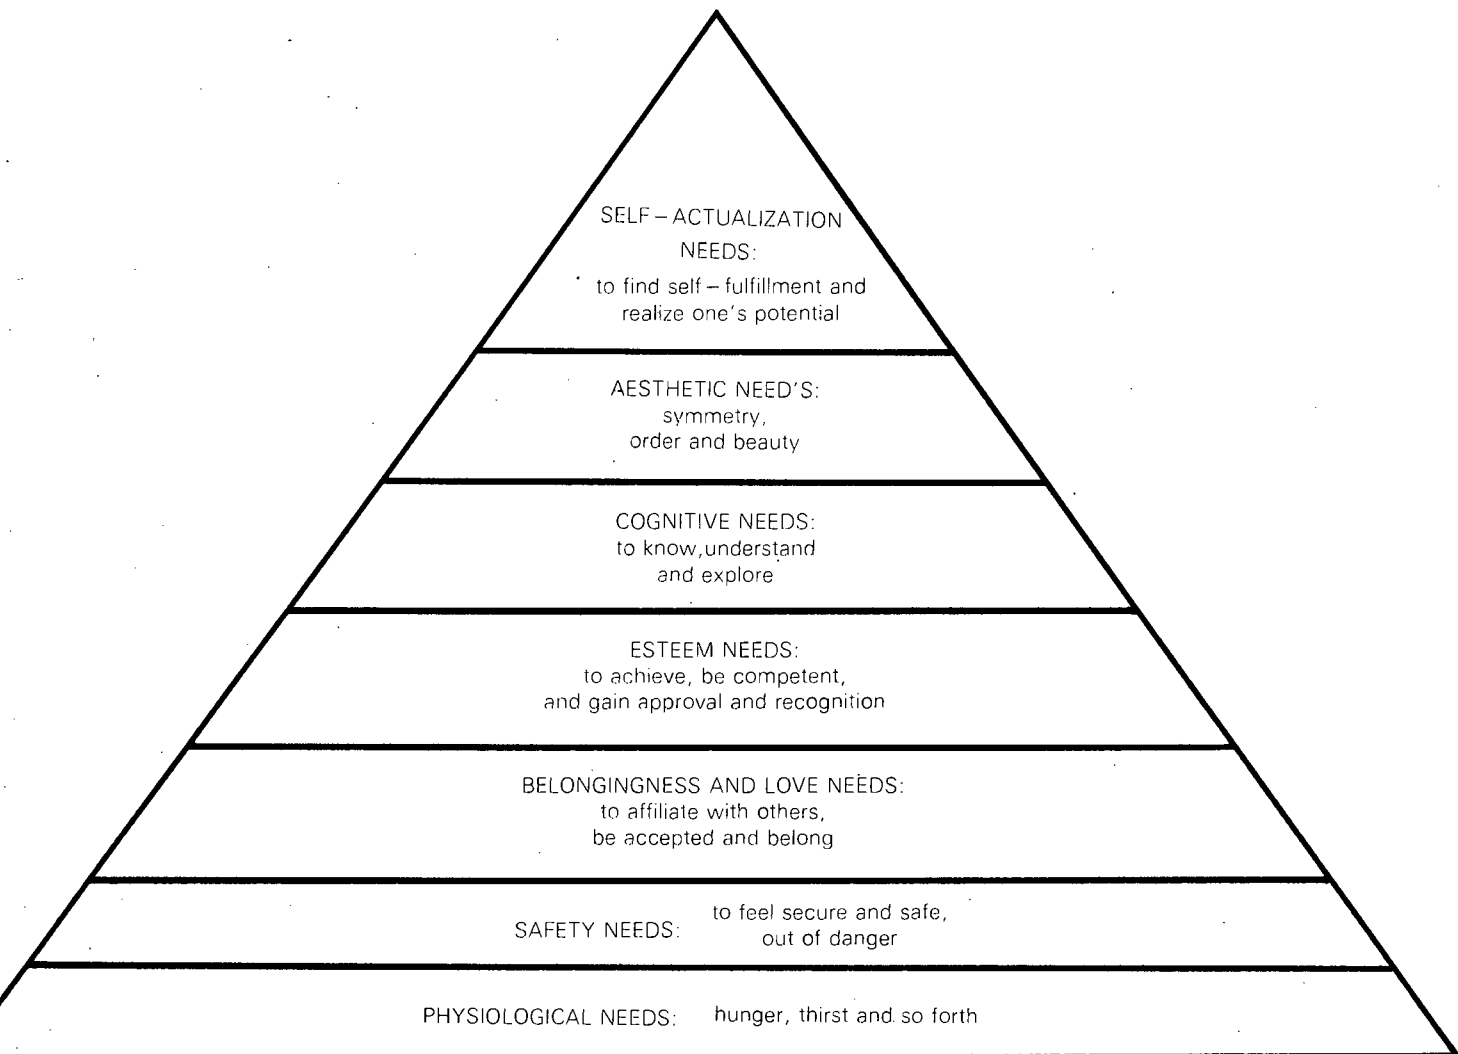 SELF – ACTUALIZATION
NEEDS:
to find self – fulfillment and
realize one's potential
AESTHETIC NEED'S:
symmetry,
order and beauty
COGNITIVE NEEDS:
to know, understand
and explore
ESTEEM NEEDS:
to achieve, be competent,
and gain approval and recognition
BELONGINGNESS AND LOVE NEEDS:
to affiliate with others,
be accepted and belong
SAFETY NEEDS: to feel secure and safe,
out of danger
PHYSIOLOGICAL NEEDS: hunger, thirst and so forth